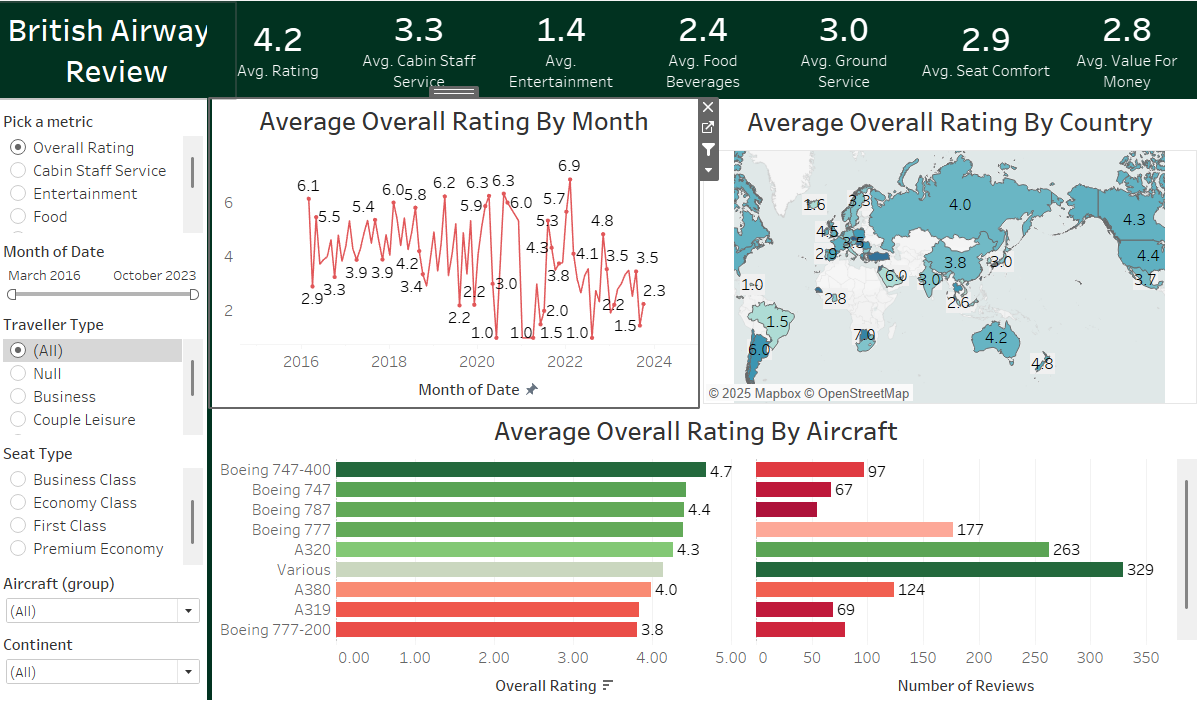 British Airway
Review
4.2
Avg. Rating
3.3
Avg. Cabin Staff
Service
1.4
Avg.
Entertainment
2.4
Avg. Food
Beverages
3.0
Avg. Ground
Service
2.9
Avg. Seat Comfort
2.8
Avg. Value For
Money
Pick a metric
Overall Rating
Cabin Staff Service
Entertainment
Food
Month of Date
March 2016 October 2023
Traveller Type
(All)
Null
Business
Couple Leisure
Seat Type
Business Class
Economy Class
First Class
Premium Economy
Aircraft (group)
(All)
Continent
(All)
Average Overall Rating By Month
6
4
2
6.1
2.9
5.5
3.3
5.4
3.9
3.9
6.0
5.8
4.2
3.4
6.2
2.2
5.9
2.2
6.3
3.0
1.0
6.3
6.0
1.0
4.3
5.3
1.5
2.0
5.7
3.8
6.9
4.1
1.0
4.8
3.5
2.2
3.5
1.5
2.3
2016 2018 2020 2022 2024
Month of Date
Average Overall Rating By Country
1.6
3.3
4.0
4.3
4.5
3.5
2.9
4.4
6.0
3.8
3.0
3.7
1.0
2.8
3.0
2.6
1.5
7.0
6.0
4.2
4.8
© 2025 Mapbox © OpenStreetMap
Average Overall Rating By Aircraft
Boeing 747-400 4.7 97
Boeing 747 67
Boeing 787 4.4
Boeing 777 177
A320 4.3 263
Various 329
A380 4.0 124
A319 69
Boeing 777-200 3.8
0.00 1.00 2.00 3.00 4.00 5.00
0 50 100 150 200 250 300 350
Overall Rating
Number of Reviews